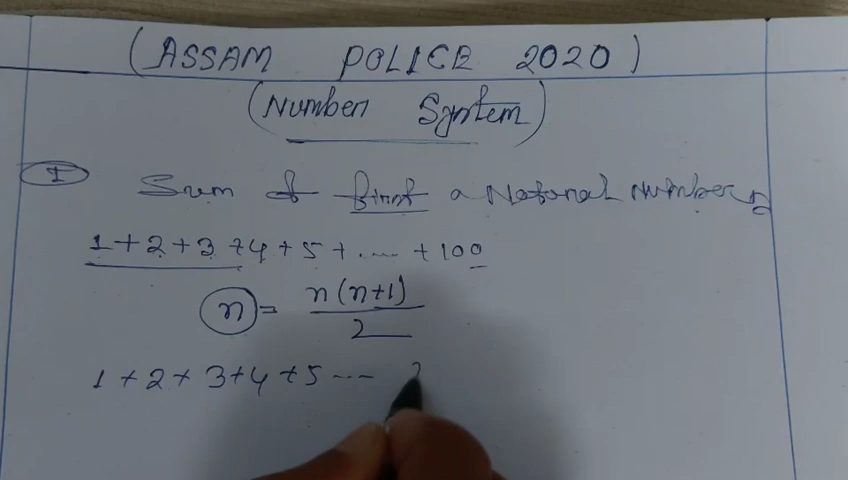 (ASSAM POLICE 2020)
(Number System)
I Sum of first n Natural Numbers
1+2+3+4+5+....+100
n = n(n+1)/2
1+2+3+4+5---